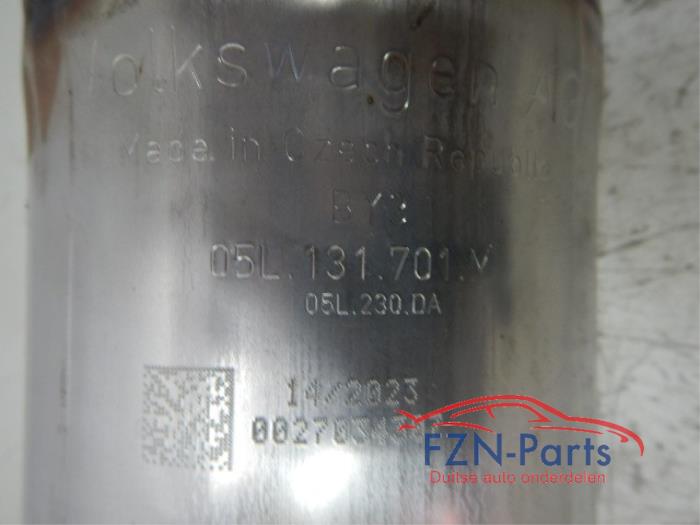 Volkswagen AG
Made in Czech Republic
05L.131.701.M
05L.230.DA
14/2023
FZN-Parts
Duitse auto onderdelen